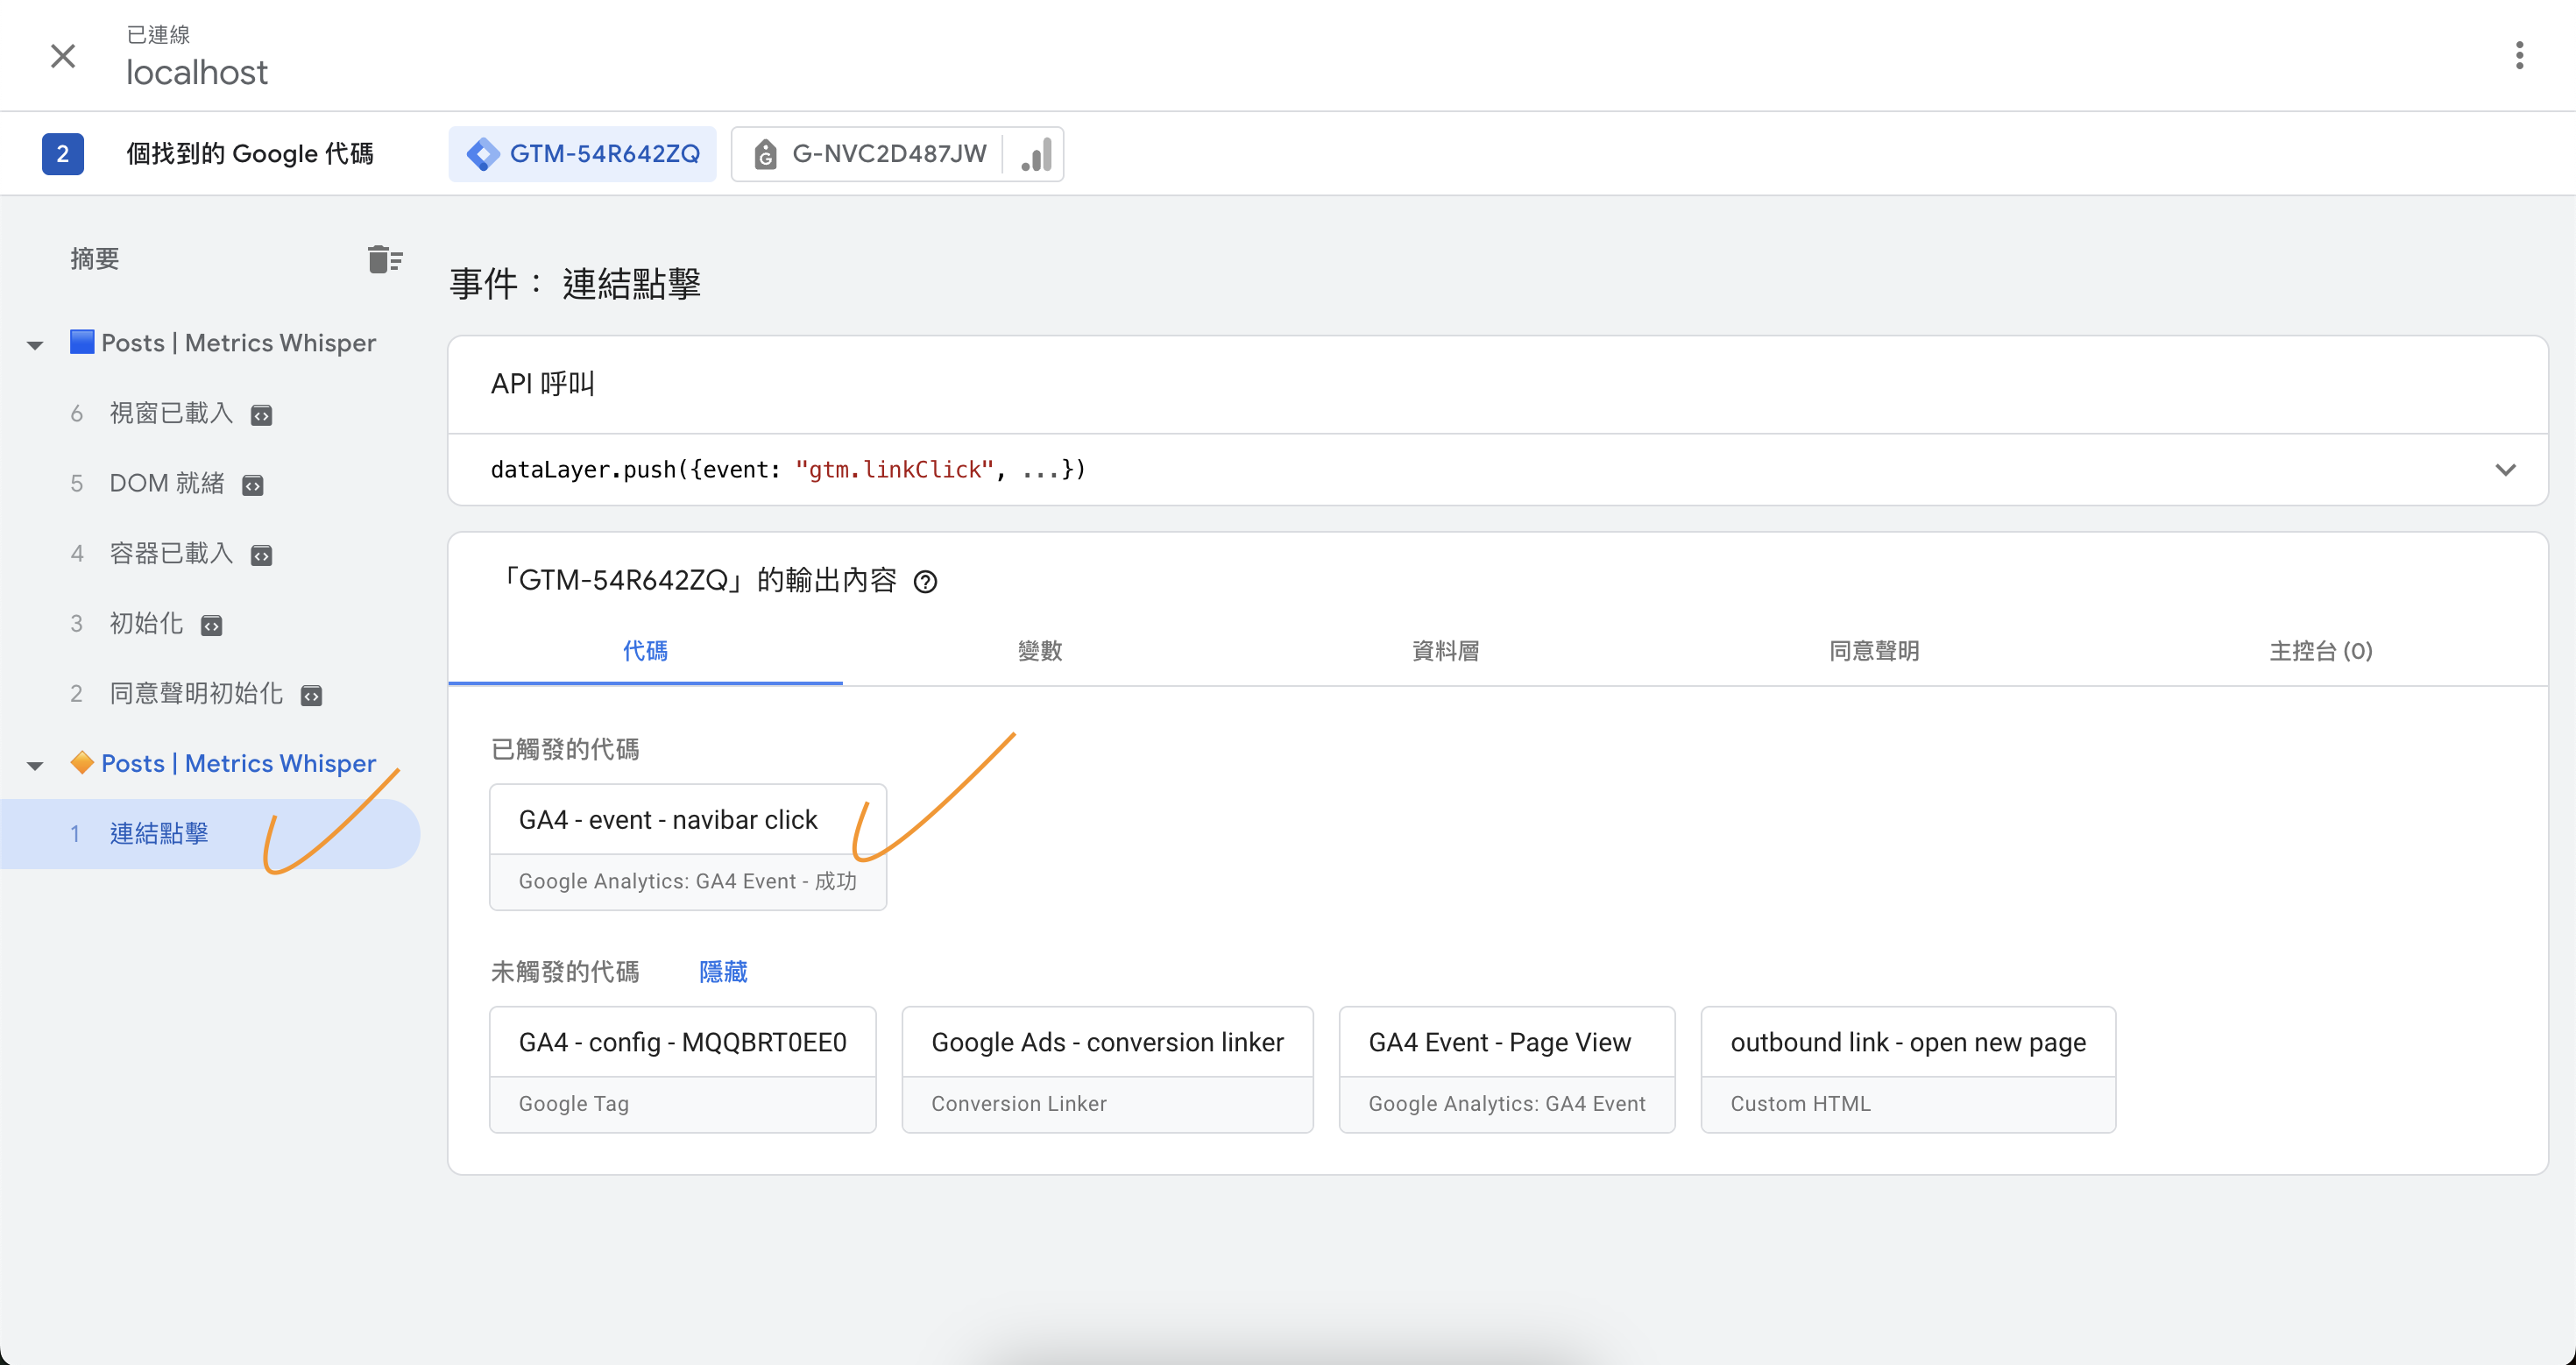 已連線
localhost
2 個找到的 Google 代碼 GTM-54R642ZQ G-NVC2D487JW
摘要
Posts | Metrics Whisper
6 視窗已載入
5 DOM 就緒
4 容器已載入
3 初始化
2 同意聲明初始化
Posts | Metrics Whisper
1 連結點擊
事件： 連結點擊
API 呼叫
dataLayer.push({event: "gtm.linkClick", ...})
「GTM-54R642ZQ」的輸出內容
代碼 變數 資料層 同意聲明 主控台 (0)
已觸發的代碼
GA4 - event - navibar click
Google Analytics: GA4 Event - 成功
未觸發的代碼 隱藏
GA4 - config - MQQBRT0EE0
Google Tag
Google Ads - conversion linker
Conversion Linker
GA4 Event - Page View
Google Analytics: GA4 Event
outbound link - open new page
Custom HTML